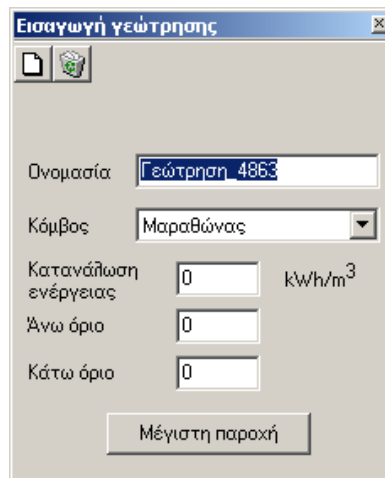 Εισαγωγή γεώτρησης
Ονομασία Γεώτρηση_4863
Κόμβος Μαραθώνας
Κατανάλωση ενέργειας 0 kWh/m³
Άνω όριο 0
Κάτω όριο 0
Μέγιστη παροχή